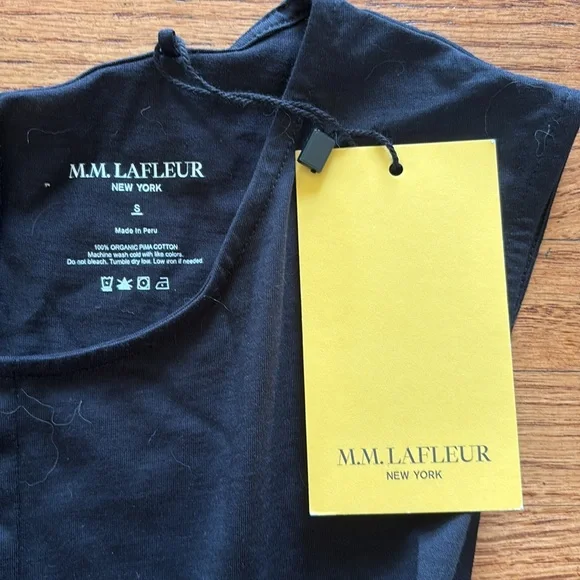 M.M. LAFLEUR
NEW YORK
S
Made In Peru
100% ORGANIC PIMA COTTON
Machine wash cold with like colors.
Do not bleach. Tumble dry low. Low iron if needed
M.M. LAFLEUR
NEW YORK